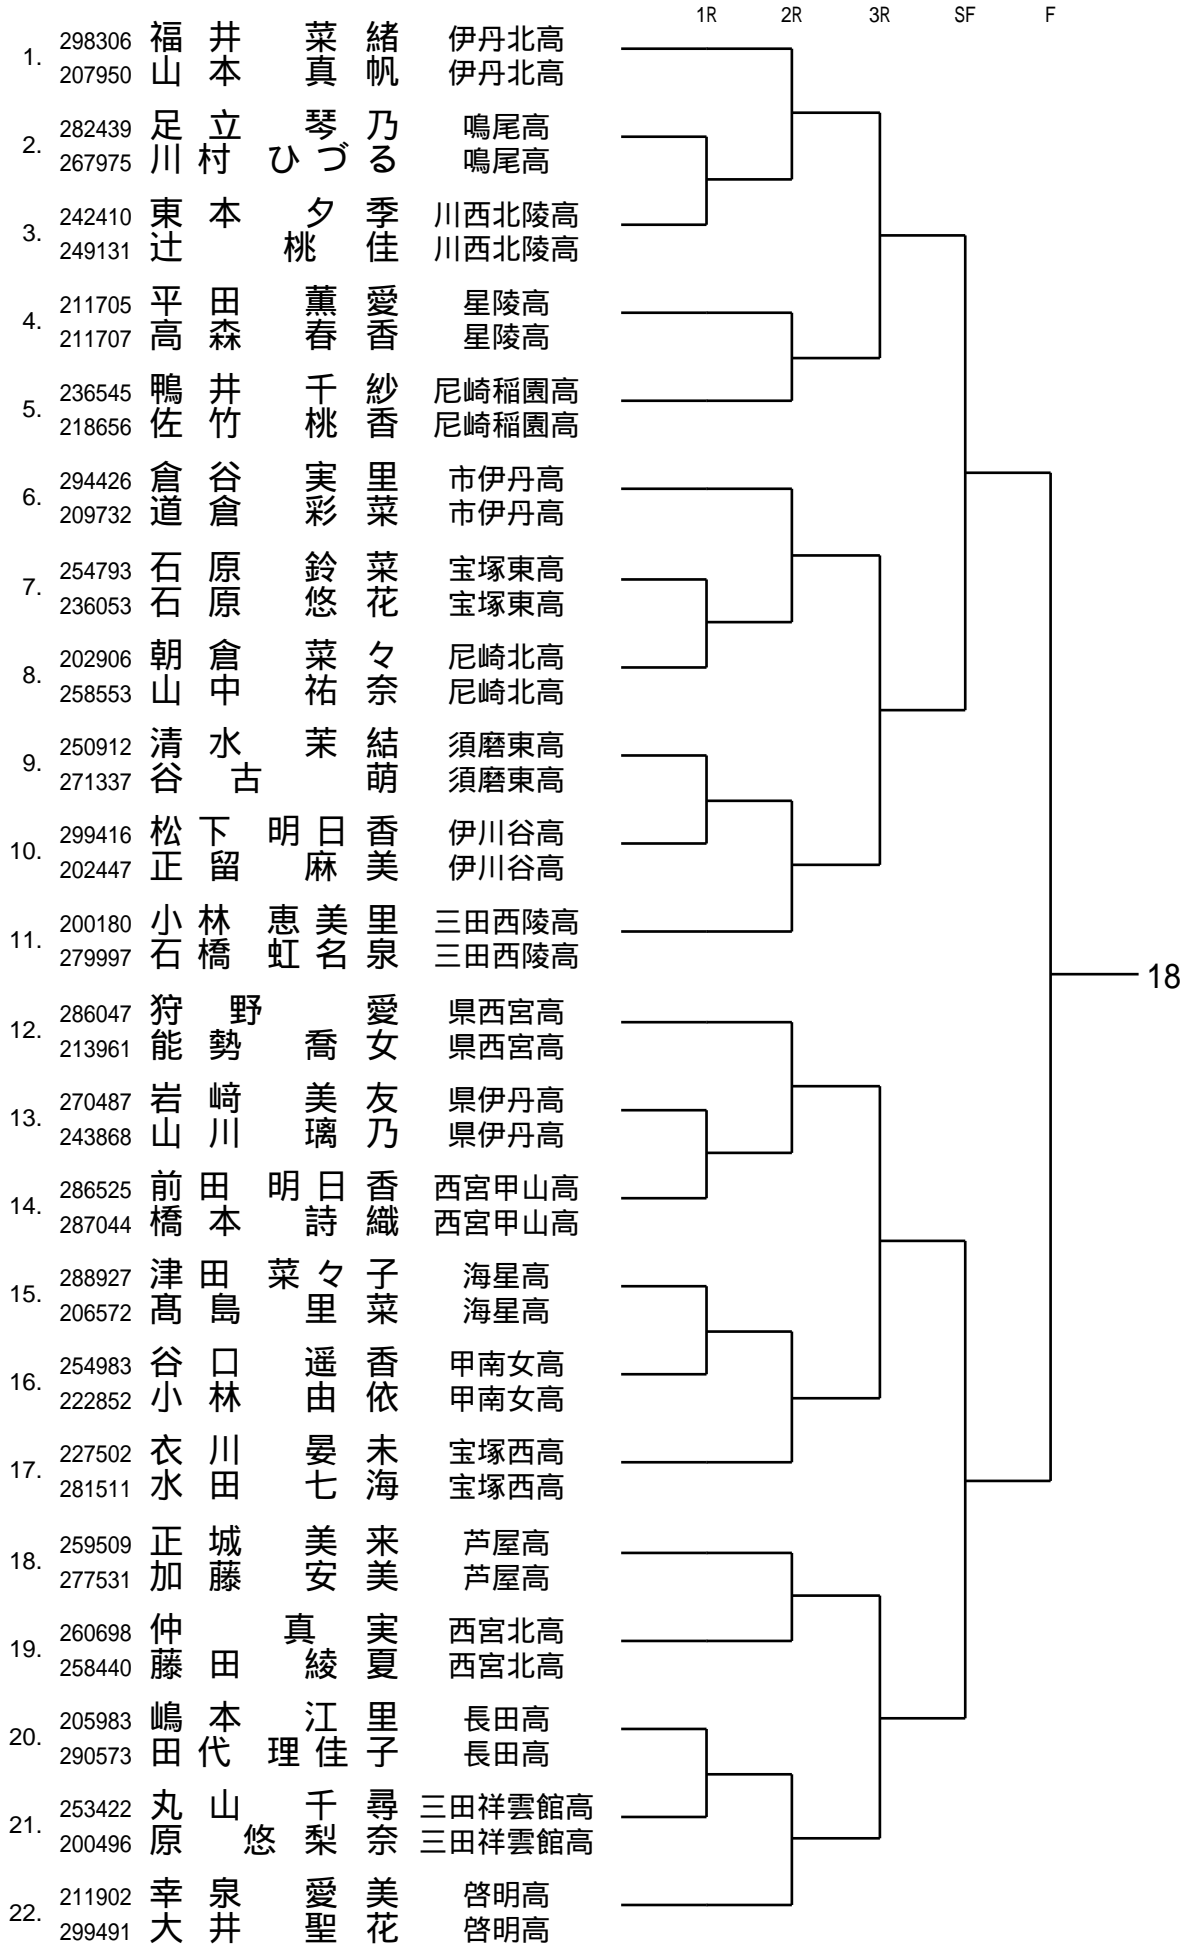 1R 2R 3R SF F
1. 298306 福井 菜緒 伊丹北高
207950 山本 真帆 伊丹北高
2. 282439 足立 琴乃 鳴尾高
267975 川村 ひづる 鳴尾高
3. 242410 東本 夕季 川西北陵高
249131 辻 桃佳 川西北陵高
4. 211705 平田 薫愛 星陵高
211707 高森 春香 星陵高
5. 236545 鴨井 千紗 尼崎稲園高
218656 佐竹 桃香 尼崎稲園高
6. 294426 倉谷 実里 市伊丹高
209732 道倉 彩菜 市伊丹高
7. 254793 石原 鈴菜 宝塚東高
236053 石原 悠花 宝塚東高
8. 202906 朝倉 菜々 尼崎北高
258553 山中 祐奈 尼崎北高
9. 250912 清水 茉結 須磨東高
271337 谷古 萌 須磨東高
10. 299416 松下 明日香 伊川谷高
202447 正留 麻美 伊川谷高
11. 200180 小林 恵美里 三田西陵高
279997 石橋 虹名泉 三田西陵高
18
12. 286047 狩野 愛 県西宮高
213961 能勢 喬女 県西宮高
13. 270487 岩﨑 美友 県伊丹高
243868 山川 璃乃 県伊丹高
14. 286525 前田 明日香 西宮甲山高
287044 橋本 詩織 西宮甲山高
15. 288927 津田 菜々子 海星高
206572 髙島 里菜 海星高
16. 254983 谷口 遥香 甲南女高
222852 小林 由依 甲南女高
17. 227502 衣川 晏未 宝塚西高
281511 水田 七海 宝塚西高
18. 259509 正城 美来 芦屋高
277531 加藤 安美 芦屋高
19. 260698 仲 真実 西宮北高
258440 藤田 綾夏 西宮北高
20. 205983 嶋本 江里 長田高
290573 田代 理佳子 長田高
21. 253422 丸山 千尋 三田祥雲館高
200496 原 悠梨奈 三田祥雲館高
22. 211902 幸泉 愛美 啓明高
299491 大井 聖花 啓明高